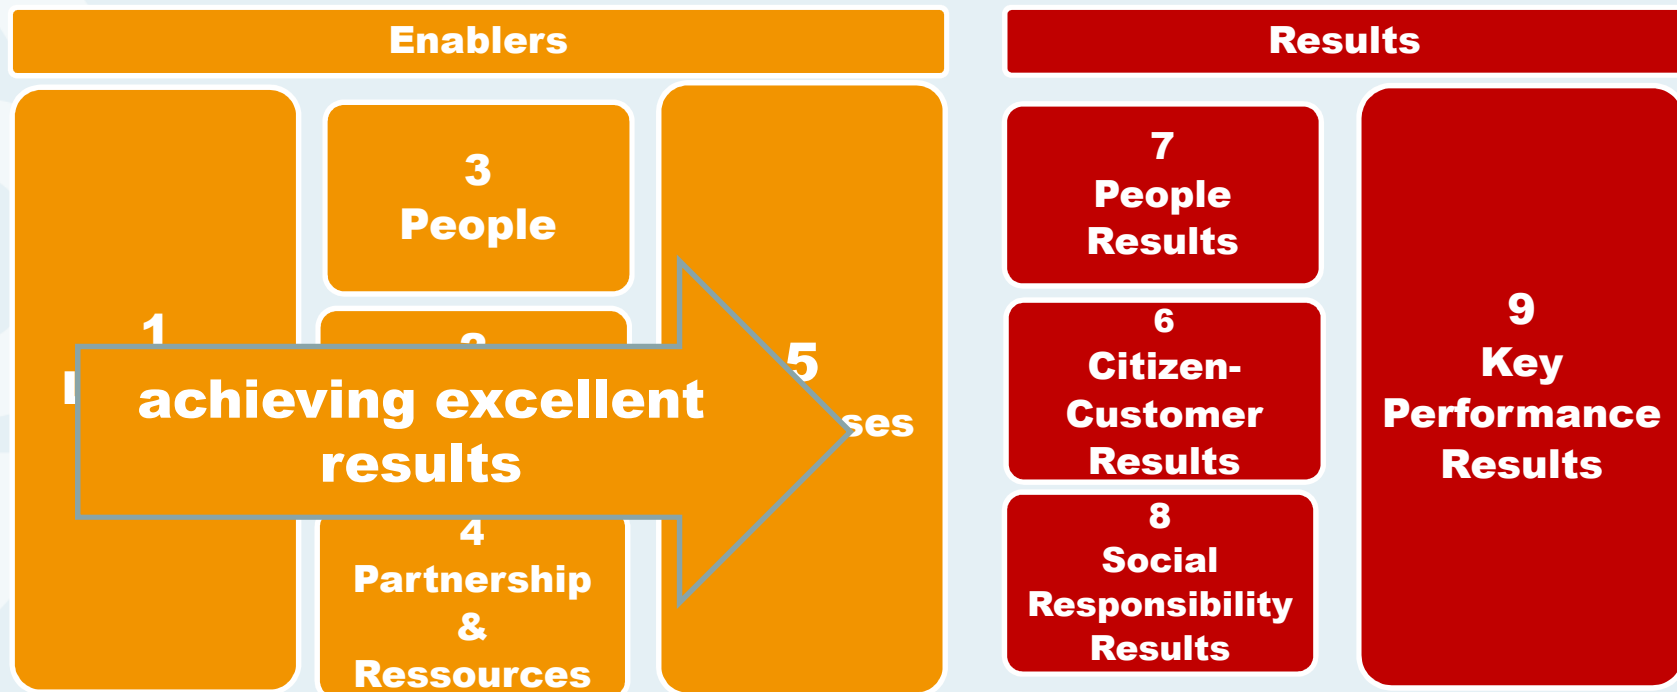 Enablers
Results
1
3
People
achieving excellent
results
4
Partnership
&
Ressources
5
7
People
Results
6
Citizen-
Customer
Results
8
Social
Responsibility
Results
9
Key
Performance
Results